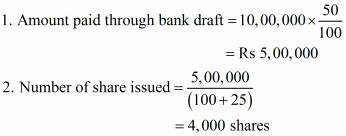 1. Amount paid through bank draft = 10,00,000 × 50/100
= Rs 5,00,000
2. Number of share issued = 5,00,000/(100+25)
= 4,000 shares